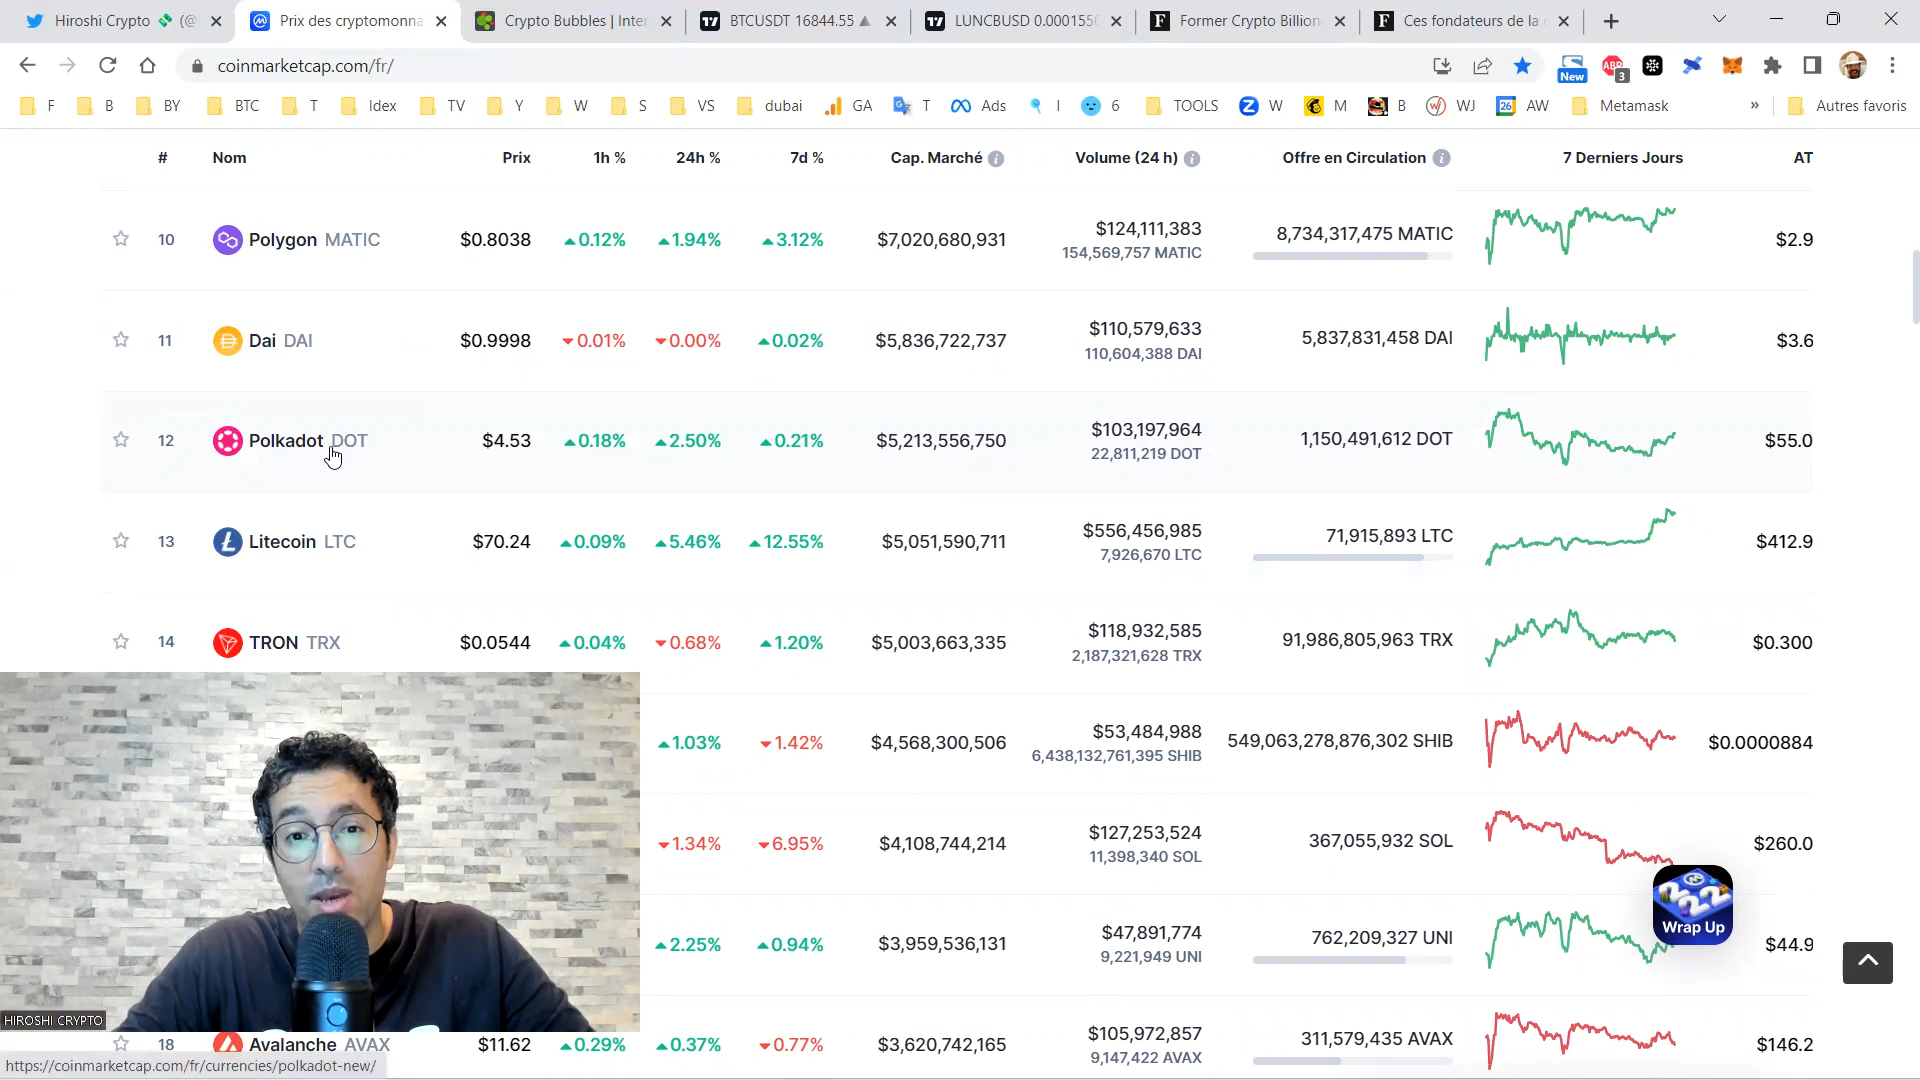 Hiroshi Crypto 💸 (@
Prix des cryptomonna
Crypto Bubbles | Inter
BTCUSDT 16844.55 ▲
LUNCBUSD 0.0001550
Former Crypto Billion
Ces fondateurs de la c
coinmarketcap.com/fr/
New
ABP
3
F
B
BY
BTC
T
Idex
TV
Y
W
S
VS
dubai
GA
T
Ads
I
6
TOOLS
W
M
B
WJ
26
AW
Metamask
»
Autres favoris
# Nom Prix 1h % 24h % 7d % Cap. Marché Volume (24 h) Offre en Circulation 7 Derniers Jours AT
10 Polygon MATIC $0.8038 ▲0.12% ▲1.94% ▲3.12% $7,020,680,931 $124,111,383 8,734,317,475 MATIC $2.9
154,569,757 MATIC
11 Dai DAI $0.9998 ▼0.01% ▼0.00% ▲0.02% $5,836,722,737 $110,579,633 5,837,831,458 DAI $3.6
110,604,388 DAI
12 Polkadot DOT $4.53 ▲0.18% ▲2.50% ▲0.21% $5,213,556,750 $103,197,964 1,150,491,612 DOT $55.0
22,811,219 DOT
13 Litecoin LTC $70.24 ▲0.09% ▲5.46% ▲12.55% $5,051,590,711 $556,456,985 71,915,893 LTC $412.9
7,926,670 LTC
14 TRON TRX $0.0544 ▲0.04% ▼0.68% ▲1.20% $5,003,663,335 $118,932,585 91,986,805,963 TRX $0.300
2,187,321,628 TRX
▲1.03% ▼1.42% $4,568,300,506 $53,484,988 549,063,278,876,302 SHIB $0.0000884
6,438,132,761,395 SHIB
▼1.34% ▼6.95% $4,108,744,214 $127,253,524 367,055,932 SOL $260.0
11,398,340 SOL
▲2.25% ▲0.94% $3,959,536,131 $47,891,774 762,209,327 UNI $44.9
9,221,949 UNI
Wrap Up
HIROSHI CRYPTO
18 Avalanche AVAX $11.62 ▲0.29% ▲0.37% ▼0.77% $3,620,742,165 $105,972,857 311,579,435 AVAX $146.2
9,147,422 AVAX
https://coinmarketcap.com/fr/currencies/polkadot-new/